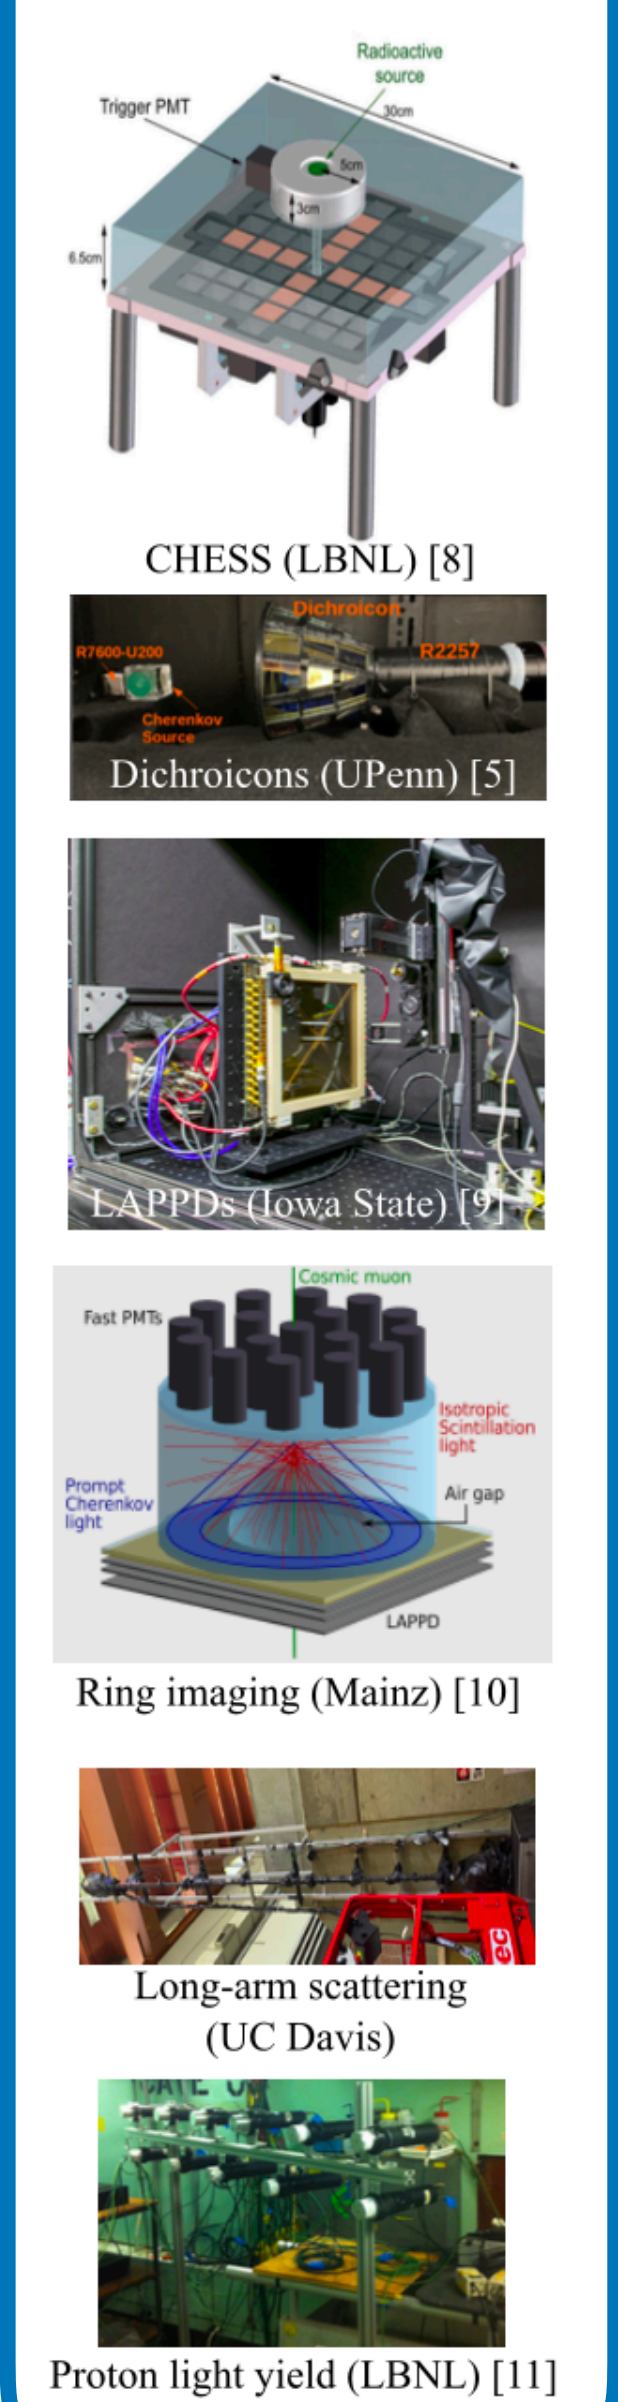 Radioactive
source
30cm
Trigger PMT
5cm
3cm
6.5cm
CHESS (LBNL) [8]
Dichroicon
R7600-U200
R2257
Cherenkov
Source
Dichroicons (UPenn) [5]
LAPPDs (Iowa State) [9]
Cosmic muon
Fast PMTs
Isotropic
Scintillation
light
Prompt
Cherenkov
light
Air gap
LAPPD
Ring imaging (Mainz) [10]
ec
Long-arm scattering
(UC Davis)
Proton light yield (LBNL) [11]